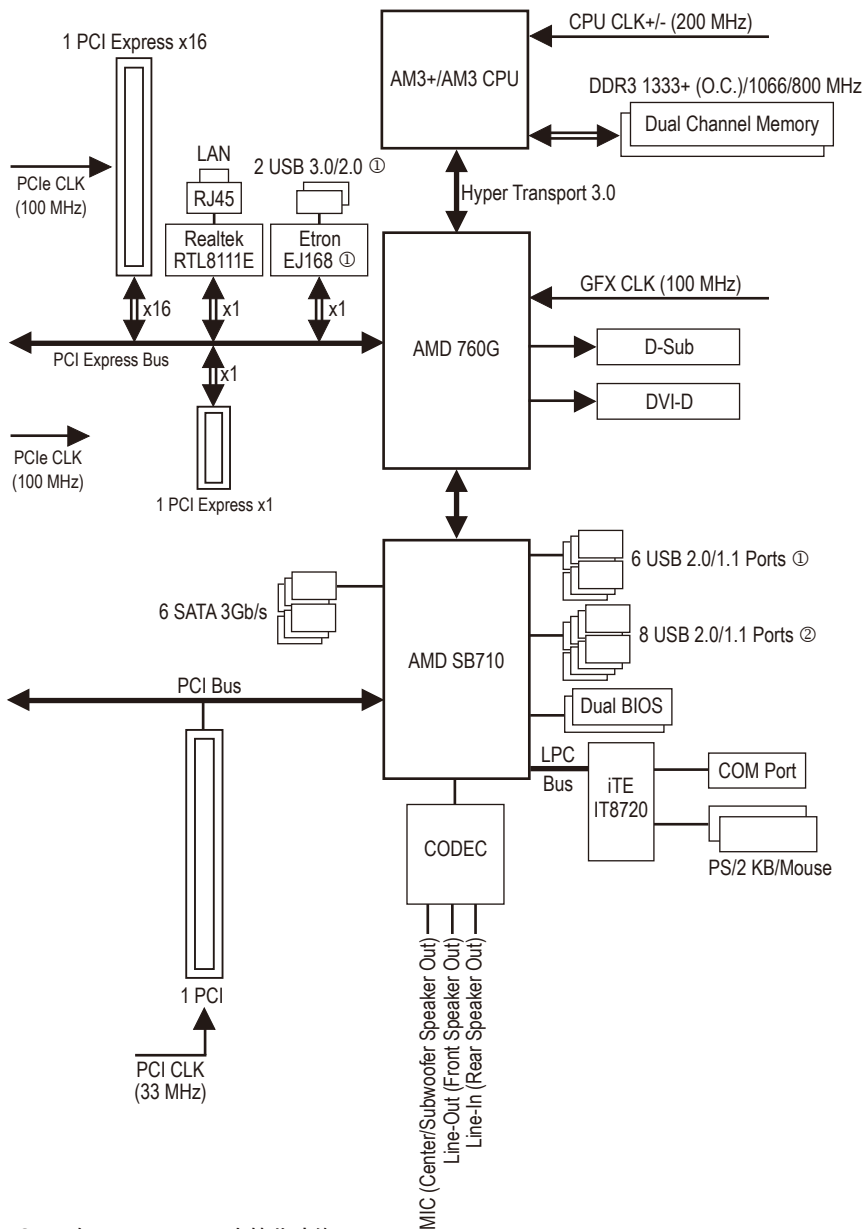 1 PCI Express x16
AM3+/AM3 CPU
CPU CLK+/- (200 MHz)
DDR3 1333+ (O.C.)/1066/800 MHz
Dual Channel Memory
PCIe CLK
(100 MHz)
LAN
RJ45
Realtek
RTL8111E
2 USB 3.0/2.0 ①
Etron
EJ168 ①
Hyper Transport 3.0
x16
x1
x1
PCI Express Bus
x1
AMD 760G
GFX CLK (100 MHz)
D-Sub
DVI-D
PCIe CLK
(100 MHz)
1 PCI Express x1
6 SATA 3Gb/s
AMD SB710
6 USB 2.0/1.1 Ports ①
8 USB 2.0/1.1 Ports ②
Dual BIOS
PCI Bus
LPC
Bus
iTE
IT8720
COM Port
PS/2 KB/Mouse
CODEC
1 PCI
PCI CLK
(33 MHz)
MIC (Center/Subwoofer Speaker Out)
Line-Out (Front Speaker Out)
Line-In (Rear Speaker Out)